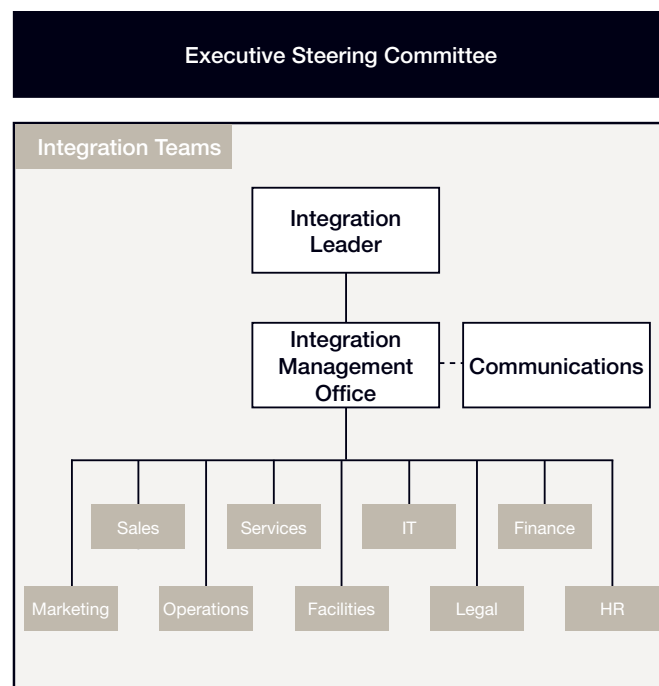 Executive Steering Committee
Integration Teams
Integration
Leader
Integration
Management
Office
Communications
Sales
Services
IT
Finance
Marketing
Operations
Facilities
Legal
HR